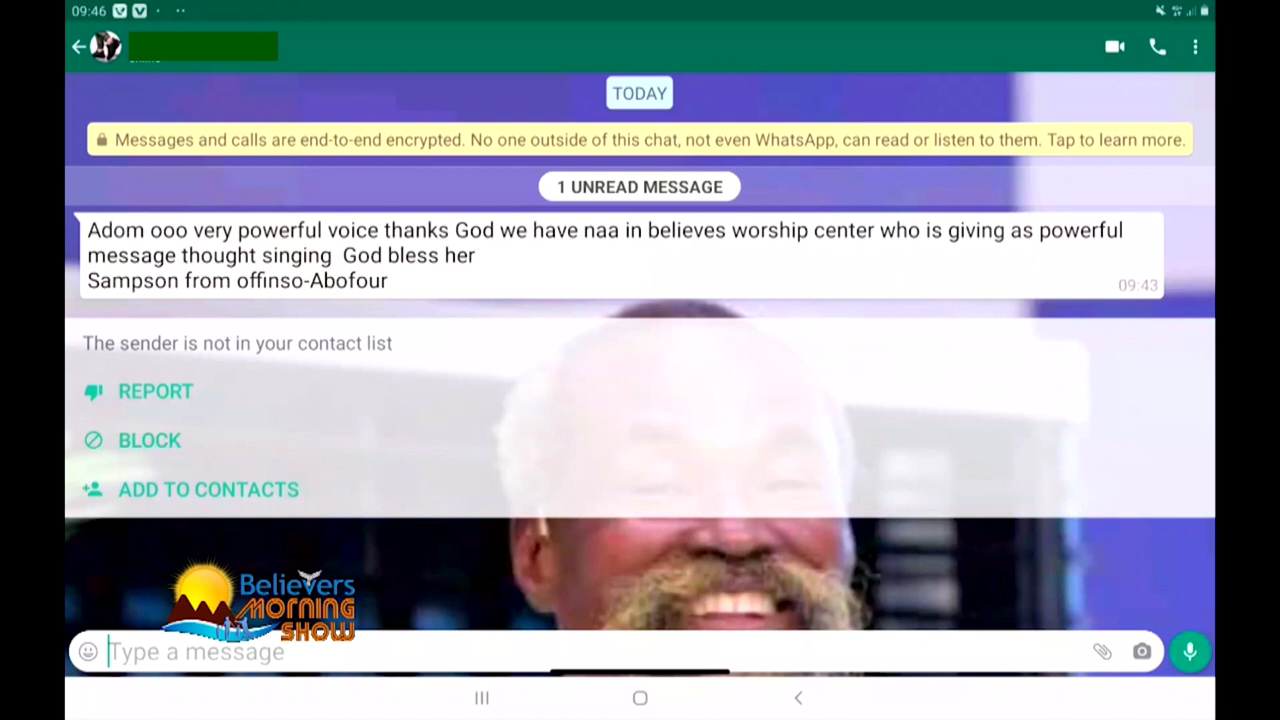 09:46
TODAY
Messages and calls are end-to-end encrypted. No one outside of this chat, not even WhatsApp, can read or listen to them. Tap to learn more.
1 UNREAD MESSAGE
Adom ooo very powerful voice thanks God we have naa in believes worship center who is giving as powerful
message thought singing God bless her
Sampson from offinso-Abofour
09:43
The sender is not in your contact list
REPORT
BLOCK
ADD TO CONTACTS
Believers
MORNING
SHOW
Type a message